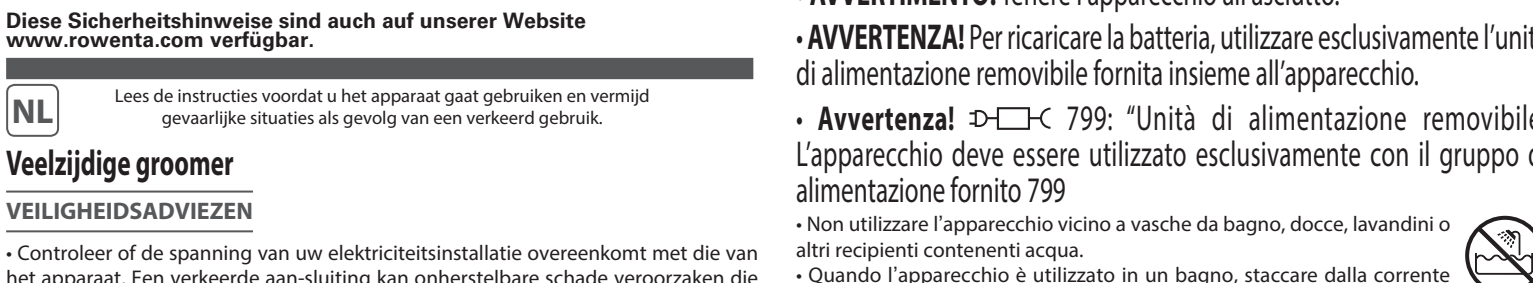 Diese Sicherheitshinweise sind auch auf unserer Website
www.rowenta.com verfügbar.
NL
Lees de instructies voordat u het apparaat gaat gebruiken en vermijd
gevaarlijke situaties als gevolg van een verkeerd gebruik.
Veelzijdige groomer
VEILIGHEIDSADVIEZEN
• Controleer of de spanning van uw elektriciteitsinstallatie overeenkomt met die van
het apparaat. Een verkeerde aan-sluiting kan onherstelbare schade veroorzaken die
• AVVERTIMENTO! Tenere l'apparecchio all'asciutto.
• AVVERTENZA! Per ricaricare la batteria, utilizzare esclusivamente l'unit
di alimentazione removibile fornita insieme all'apparecchio.
• Avvertenza! 799: “Unità di alimentazione removibile
L'apparecchio deve essere utilizzato esclusivamente con il gruppo d
alimentazione fornito 799
• Non utilizzare l'apparecchio vicino a vasche da bagno, docce, lavandini o
altri recipienti contenenti acqua.
• Quando l'apparecchio è utilizzato in un bagno, staccare dalla corrente